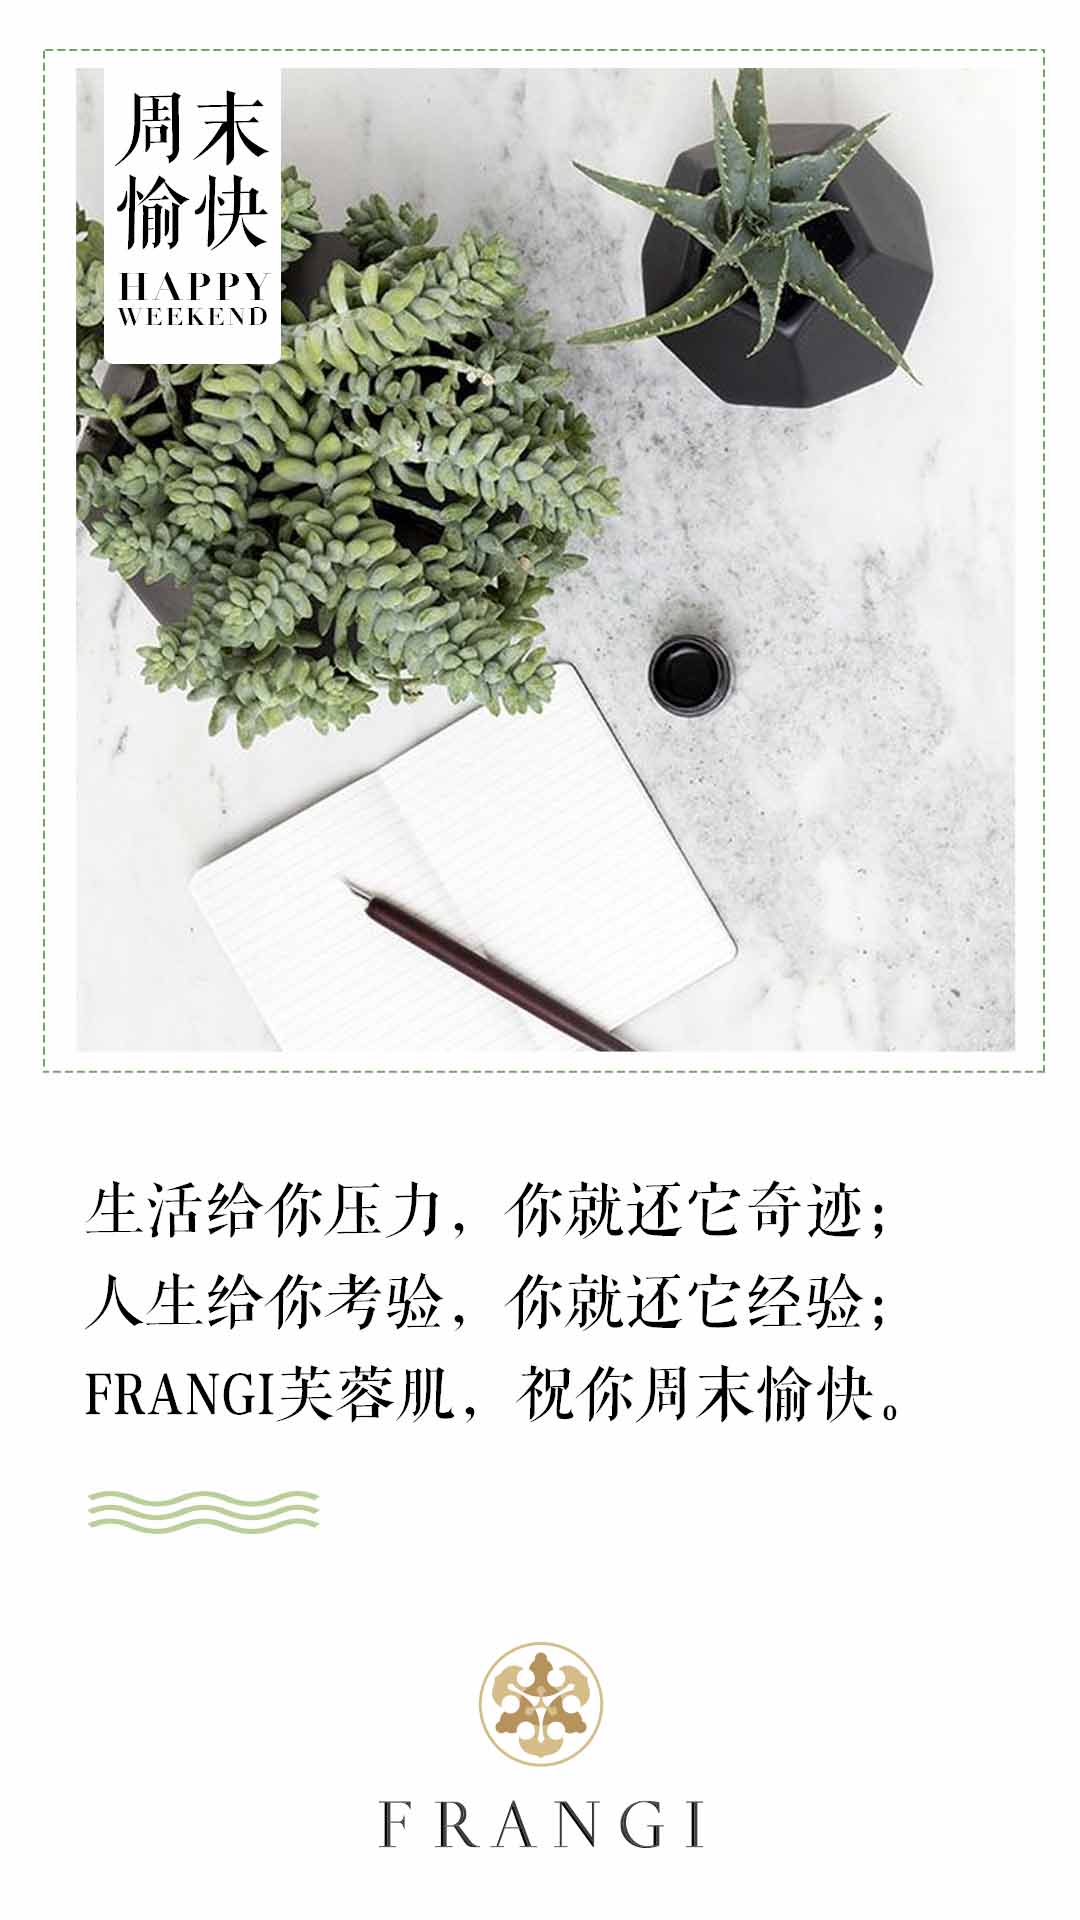 周末
愉快
HAPPY
WEEKEND
生活给你压力，你就还它奇迹；
人生给你考验，你就还它经验；
FRANGI芙蓉肌，祝你周末愉快。
FRANGI